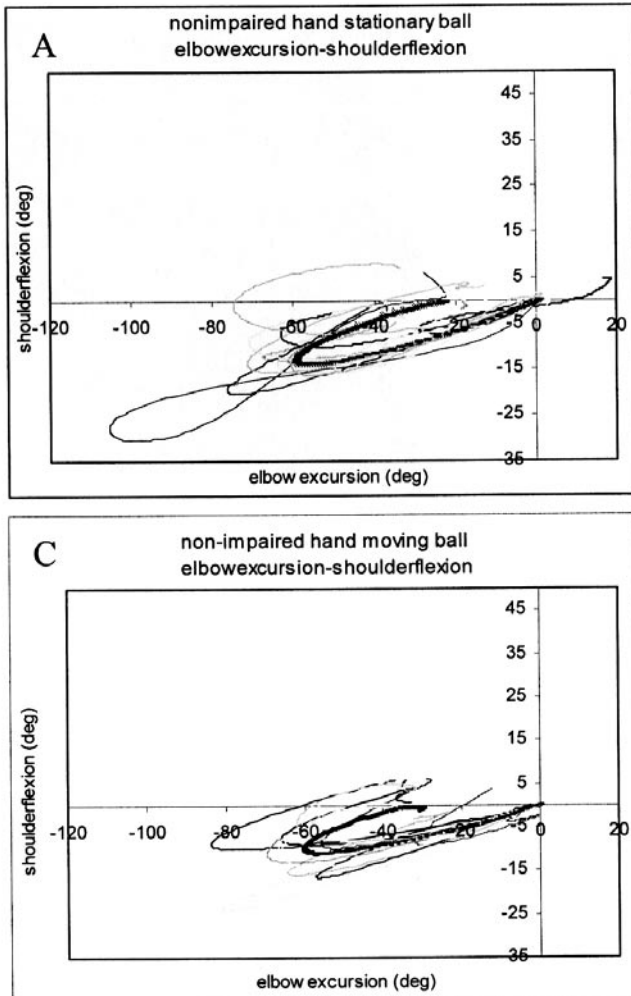 A
nonimpaired hand stationary ball
elbowexcursion-shoulderflexion
shoulderflexion (deg)
45
35
25
15
5
-120 -100 -80 -60 -40 -20 0 20
-5
-15
-25
35
elbow excursion (deg)
C
non-impaired hand moving ball
elbowexcursion-shoulderflexion
shoulderflexion (deg)
45
35
25
15
5
-120 -100 -80 -60 -40 -20 0 20
-5
-15
-25
35
elbow excursion (deg)